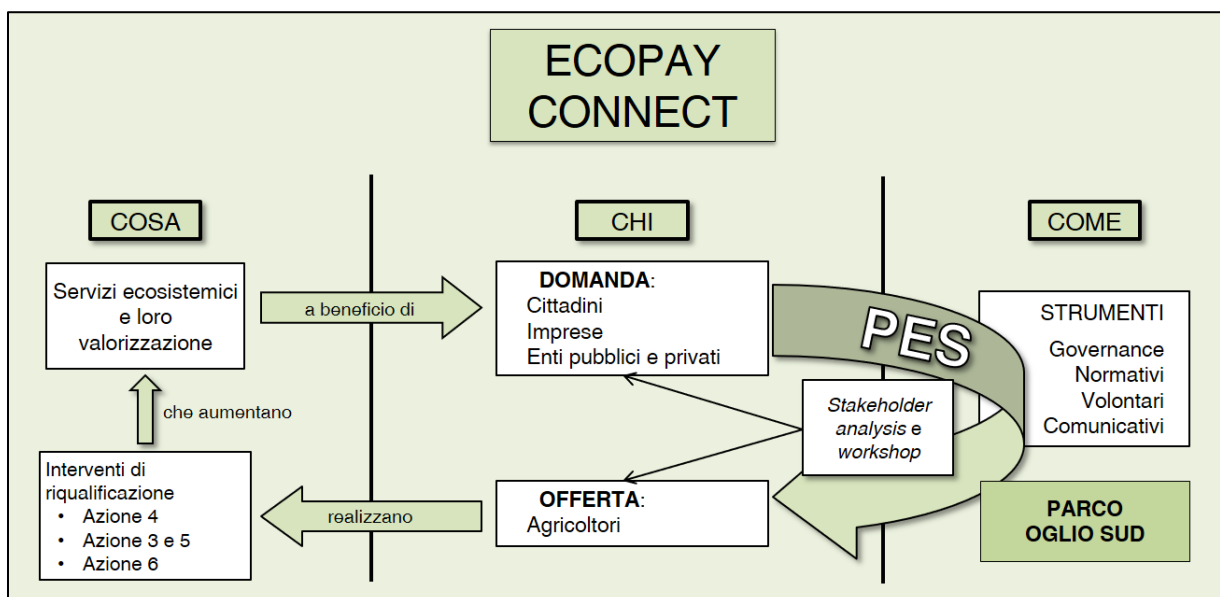 ECOPAY
CONNECT
COSA
CHI
COME
Servizi ecosistemici
e loro
valorizzazione
a beneficio di
DOMANDA:
Cittadini
Imprese
Enti pubblici e privati
PES
STRUMENTI
Governance
Normativi
Volontari
Comunicativi
che aumentano
Stakeholder
analysis e
workshop
Interventi di
riqualificazione
• Azione 4
• Azione 3 e 5
• Azione 6
realizzano
OFFERTA:
Agricoltori
PARCO
OGLIO SUD